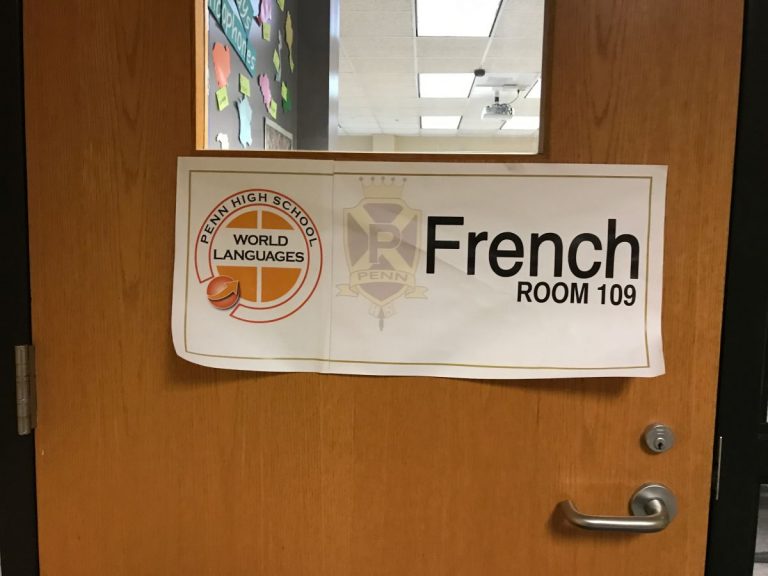 PENN HIGH SCHOOL
WORLD
LANGUAGES
P
PENN
French
ROOM 109